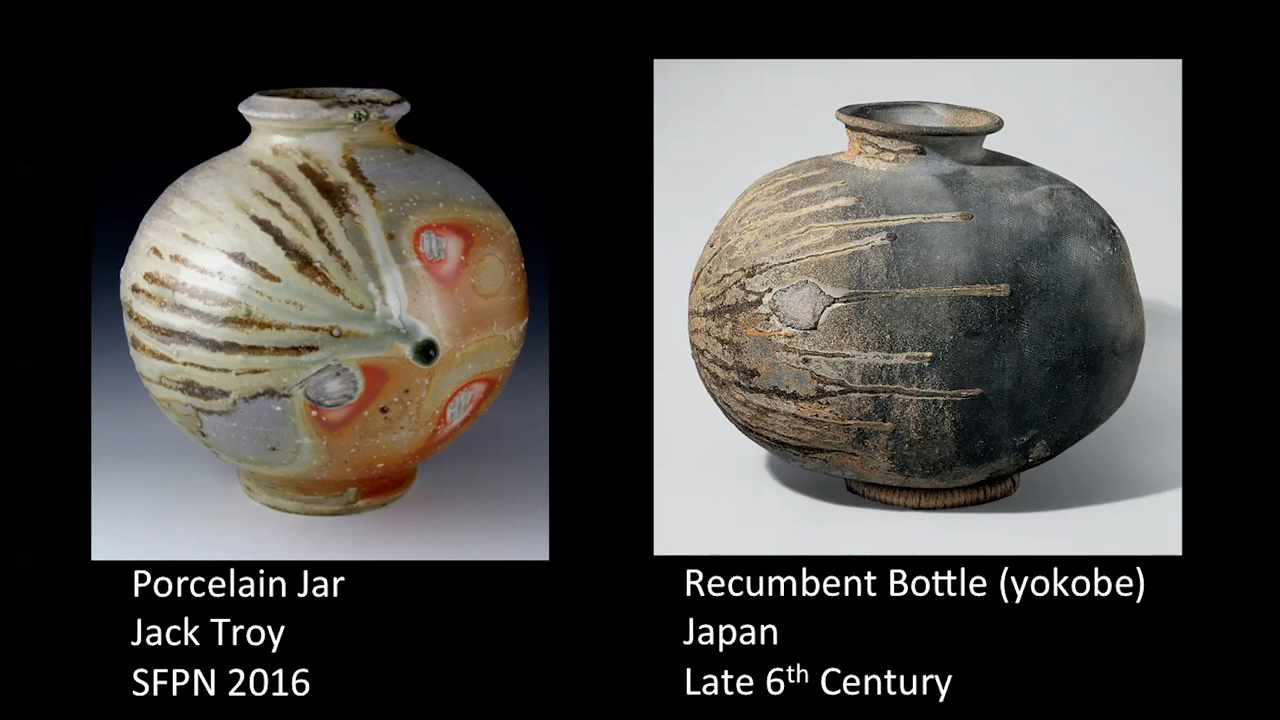 Porcelain Jar
Jack Troy
SFPN 2016
Recumbent Bottle (yokobe)
Japan
Late 6th Century